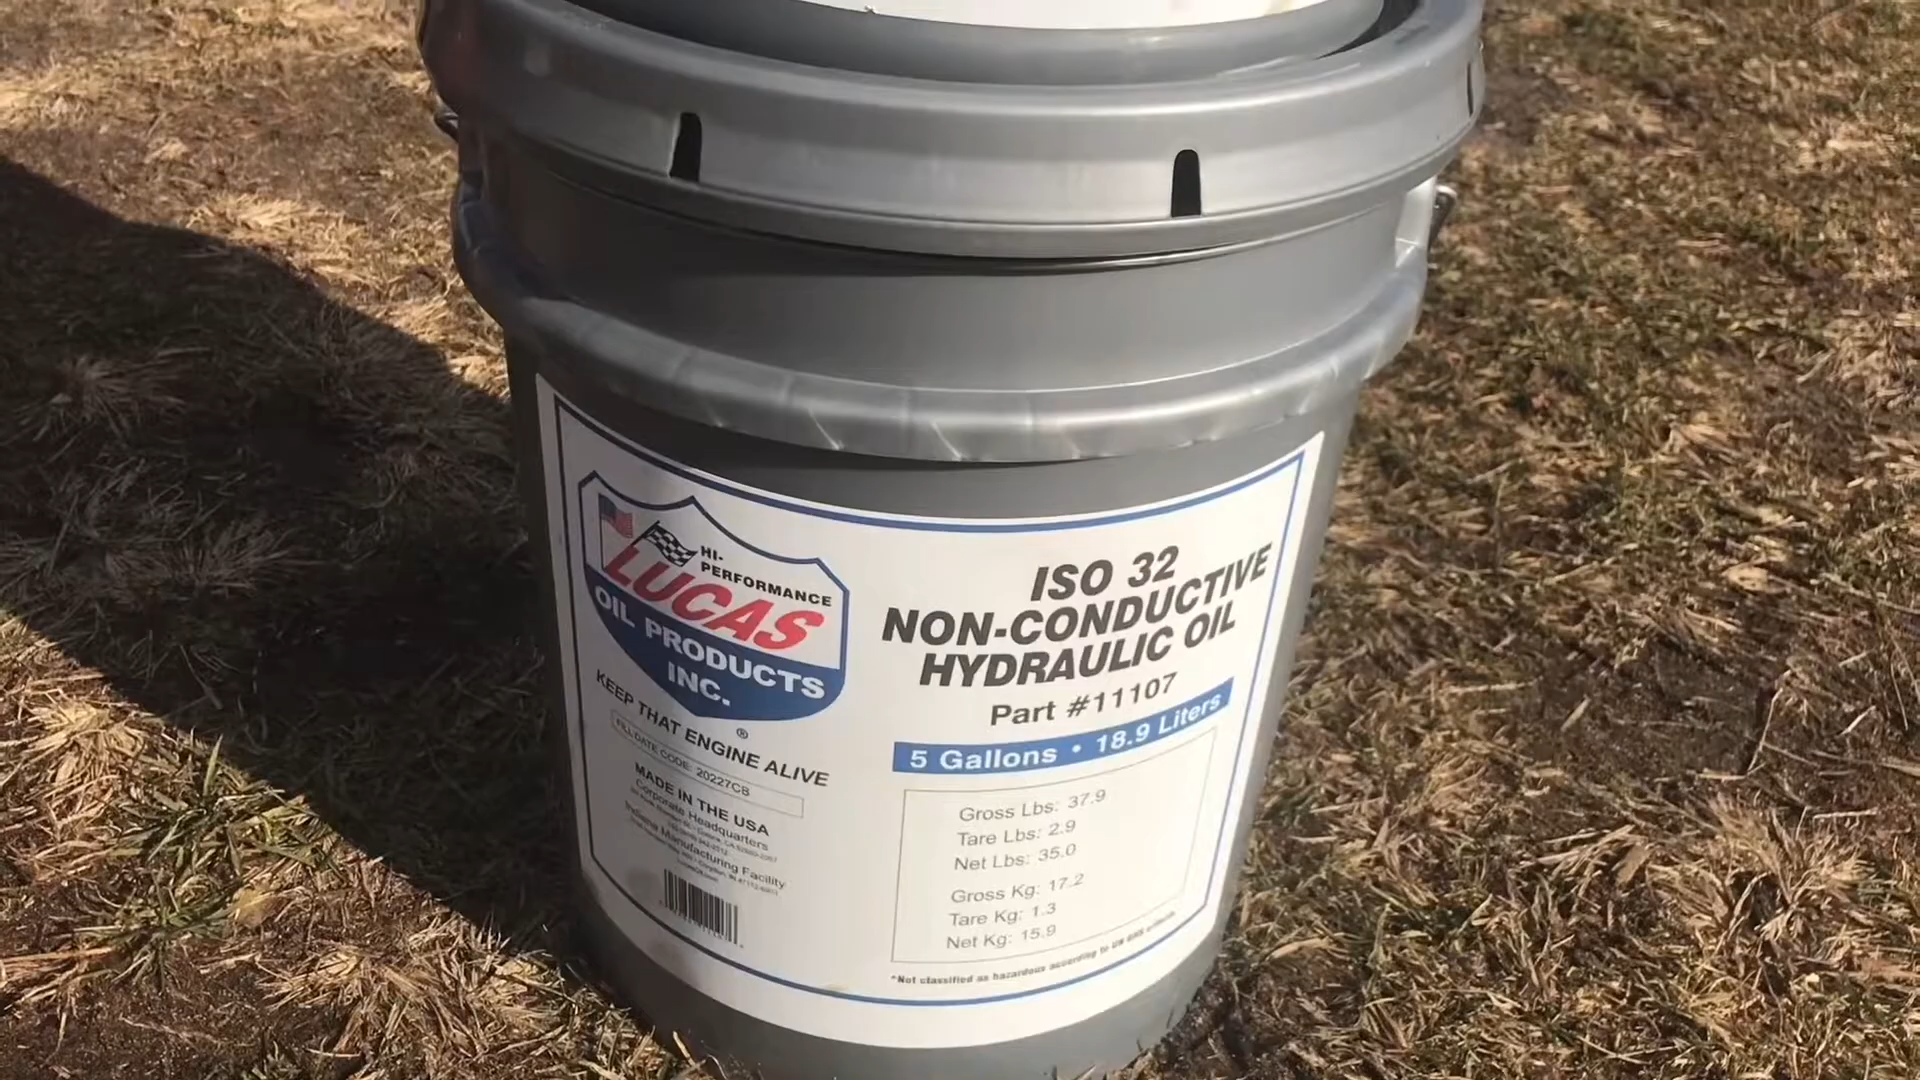 HI-
PERFORMANCE
LUCAS
OIL PRODUCTS
INC.
®
KEEP THAT ENGINE ALIVE
FILL DATE CODE: 20227CB
MADE IN THE USA
Corporate Headquarters
Indiana Manufacturing Facility
ISO 32
NON-CONDUCTIVE
HYDRAULIC OIL
Part #11107
5 Gallons • 18.9 Liters
Gross Lbs: 37.9
Tare Lbs: 2.9
Net Lbs: 35.0
Gross Kg: 17.2
Tare Kg: 1.3
Net Kg: 15.9
*Not classified as hazardous according to UN GHS